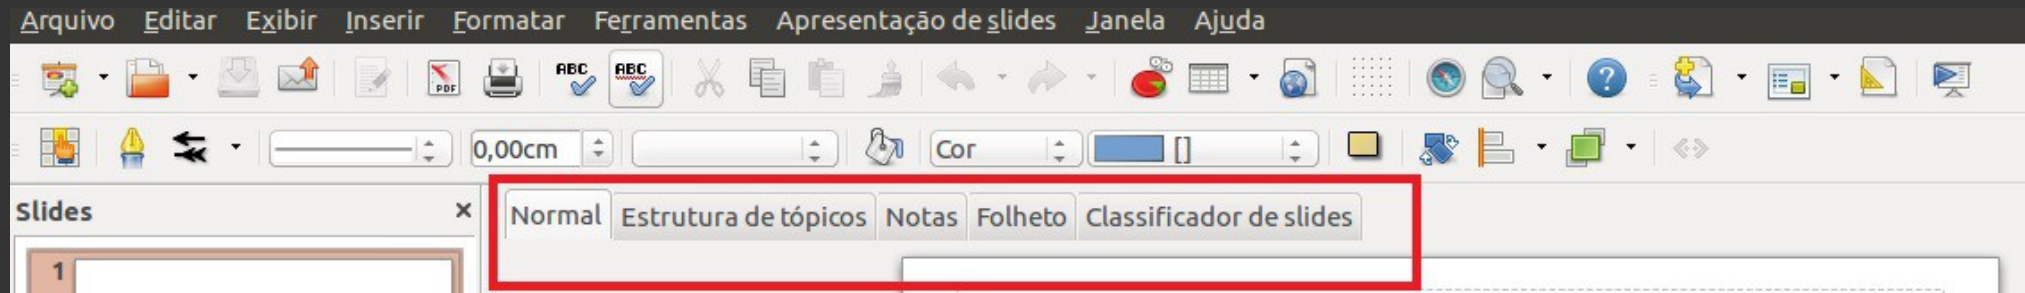 Arquivo Editar Exibir Inserir Formatar Ferramentas Apresentação de slides Janela Ajuda
PDF ABC ABC
0,00cm Cor []
Slides Normal Estrutura de tópicos Notas Folheto Classificador de slides
1